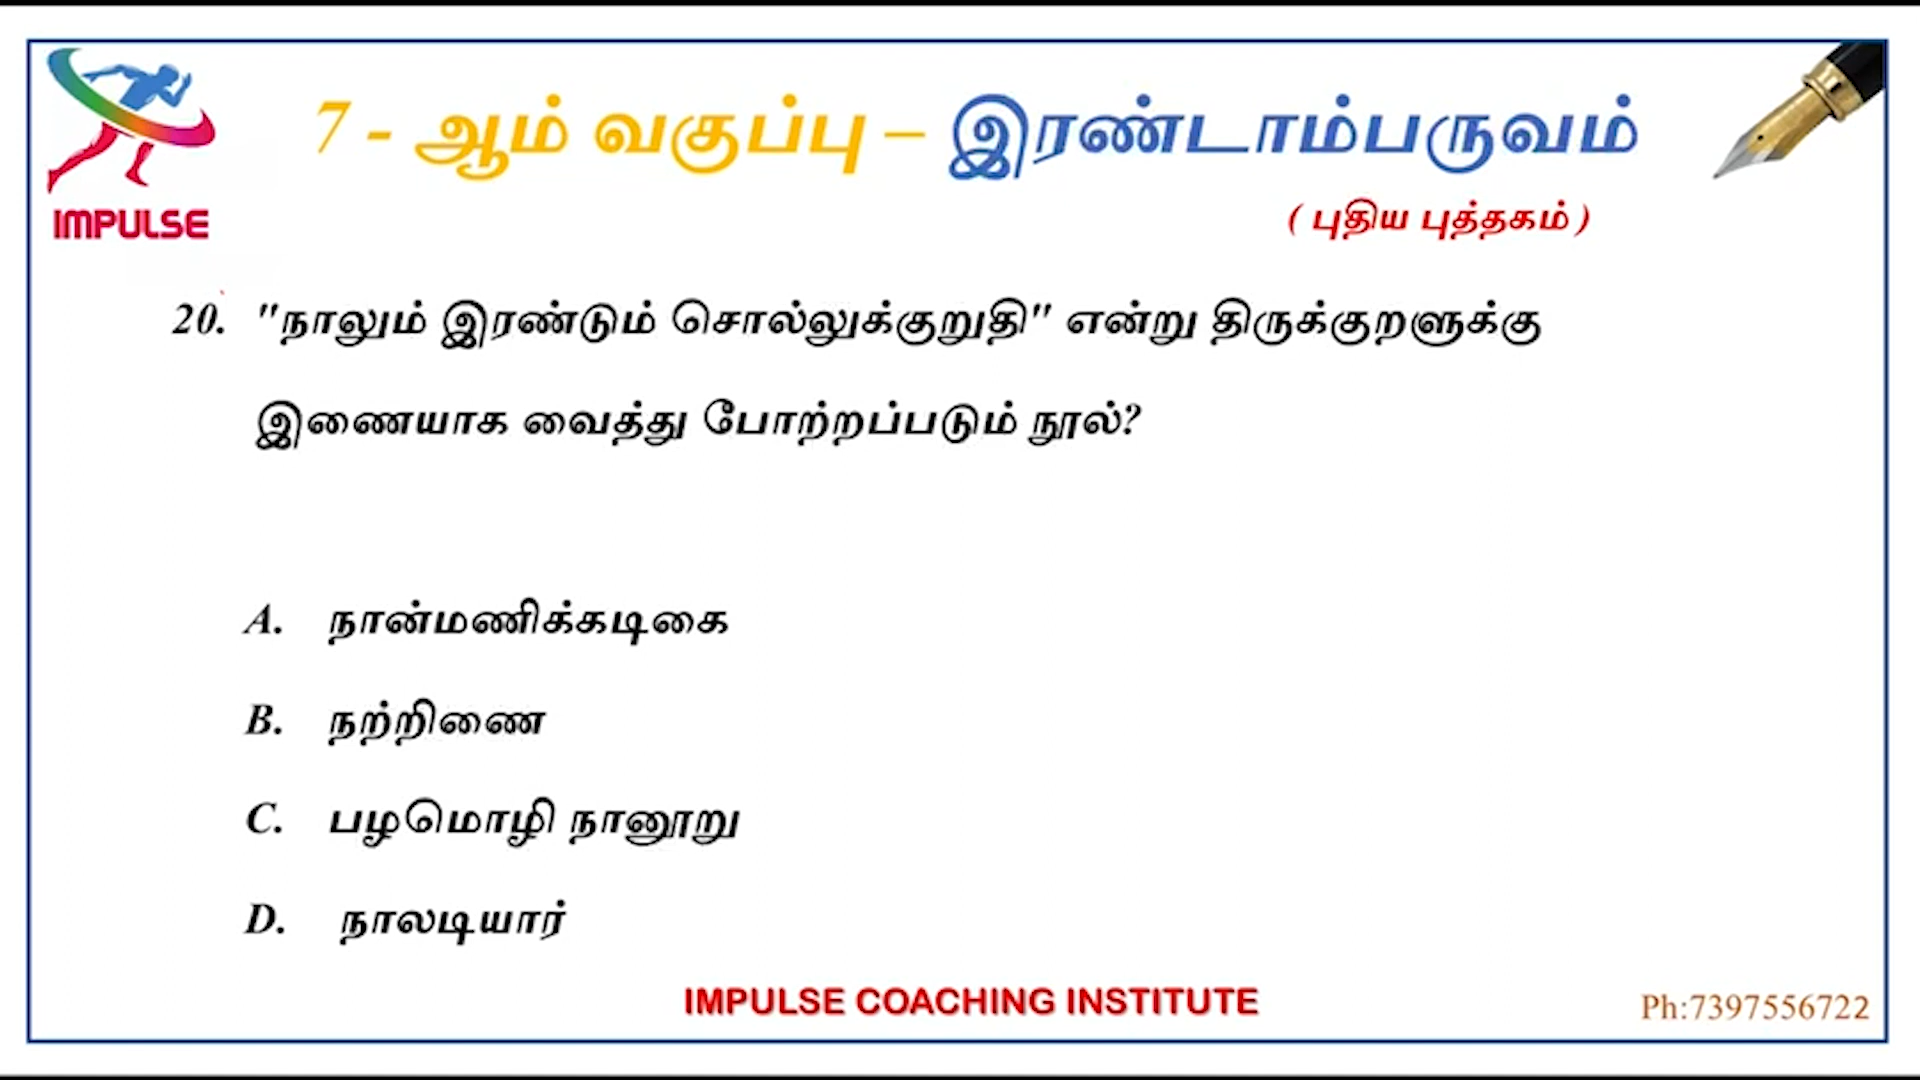 7 - ஆம் வகுப்பு – இரண்டாம்பருவம்
IMPULSE
( புதிய புத்தகம் )
20. "நாலும் இரண்டும் சொல்லுக்குறுதி" என்று திருக்குறளுக்கு
இணையாக வைத்து போற்றப்படும் நூல்?
A. நான்மணிக்கடிகை
B. நற்றிணை
C. பழமொழி நானூறு
D. நாலடியார்
IMPULSE COACHING INSTITUTE
Ph:7397556722